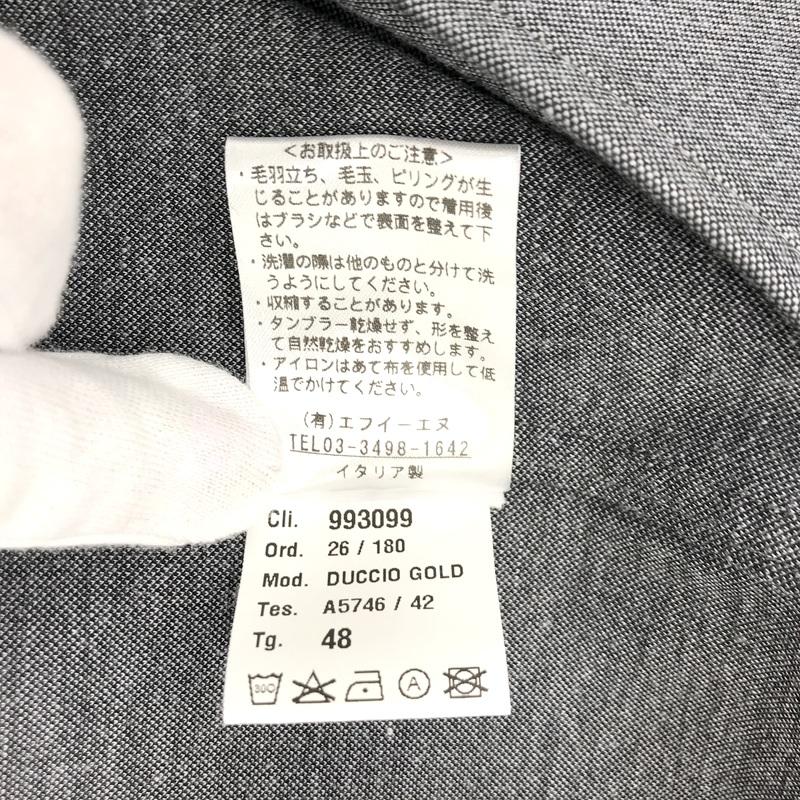 <お取扱上のご注意>
・毛羽立ち、毛玉、ピリングが生
じることがありますので着用後
はブラシなどで表面を整えて下
さい。
・洗濯の際は他のものと分けて洗
うようにしてください。
・収縮することがあります。
・タンブラー乾燥せず、形を整え
て自然乾燥をおすすめします。
・アイロンはあて布を使用して低
温でかけてください。
(有)エフイーエヌ
TEL03-3498-1642
イタリア製
Cli. 993099
Ord. 26 / 180
Mod. DUCCIO GOLD
Tes. A5746 / 42
Tg. 48
30° A